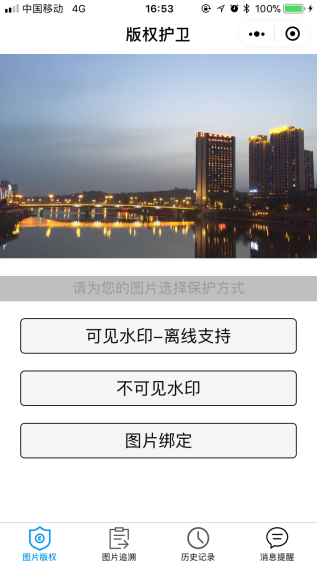 中国移动 4G 16:53 100%
版权护卫
请为您的图片选择保护方式
可见水印-离线支持
不可见水印
图片绑定
图片版权 图片追溯 历史记录 消息提醒